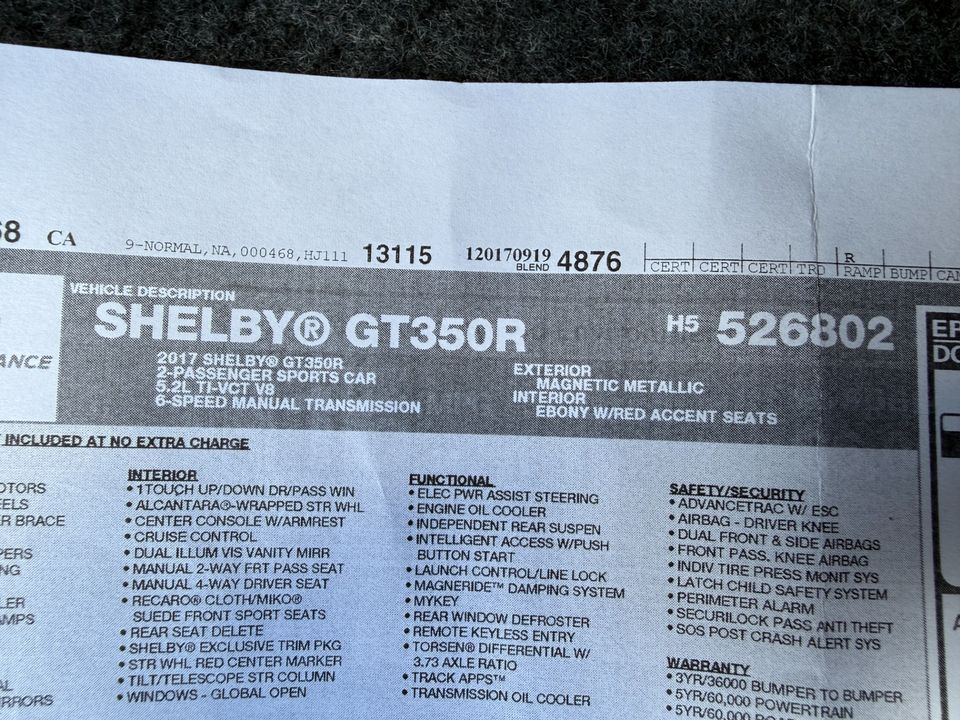 68 CA 9-NORMAL,NA,000468,HJ111 13115 120170919 4876
BLEND
R
CERT CERT CERT TRD RAMP BUMP
VEHICLE DESCRIPTION
SHELBY® GT350R H5 526802
2017 SHELBY® GT350R
2-PASSENGER SPORTS CAR
5.2L TI-VCT V8
6-SPEED MANUAL TRANSMISSION
EXTERIOR
MAGNETIC METALLIC
INTERIOR
EBONY W/RED ACCENT SEATS
INCLUDED AT NO EXTRA CHARGE
INTERIOR
• 1TOUCH UP/DOWN DR/PASS WIN
• ALCANTARA®-WRAPPED STR WHL
• CENTER CONSOLE W/ARMREST
• CRUISE CONTROL
• DUAL ILLUM VIS VANITY MIRR
• MANUAL 2-WAY FRT PASS SEAT
• MANUAL 4-WAY DRIVER SEAT
• RECARO® CLOTH/MIKO®
SUEDE FRONT SPORT SEATS
• REAR SEAT DELETE
• SHELBY® EXCLUSIVE TRIM PKG
• STR WHL RED CENTER MARKER
• TILT/TELESCOPE STR COLUMN
• WINDOWS - GLOBAL OPEN
FUNCTIONAL
• ELEC PWR ASSIST STEERING
• ENGINE OIL COOLER
• INDEPENDENT REAR SUSPEN
• INTELLIGENT ACCESS W/PUSH
BUTTON START
• LAUNCH CONTROL/LINE LOCK
• MAGNERIDE™ DAMPING SYSTEM
• MYKEY
• REAR WINDOW DEFROSTER
• REMOTE KEYLESS ENTRY
• TORSEN® DIFFERENTIAL W/
3.73 AXLE RATIO
• TRACK APPS™
• TRANSMISSION OIL COOLER
SAFETY/SECURITY
• ADVANCETRAC W/ ESC
• AIRBAG - DRIVER KNEE
• DUAL FRONT & SIDE AIRBAGS
• FRONT PASS. KNEE AIRBAG
• INDIV TIRE PRESS MONIT SYS
• LATCH CHILD SAFETY SYSTEM
• PERIMETER ALARM
• SECURILOCK PASS ANTI THEFT
• SOS POST CRASH ALERT SYS
WARRANTY
• 3YR/36000 BUMPER TO BUMPER
• 5YR/60,000 POWERTRAIN